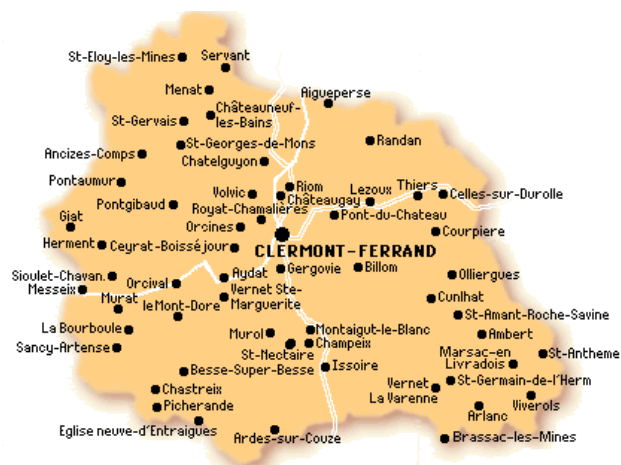 St-Eloy-les-Mines
Servant
Menat
Aigueperse
Châteauneuf-
les-Bains
St-Gervais
Randan
St-Georges-de-Mons
Ancizes-Comps
Chatelguyon
Pontaumur
Riom
Thiers
Volvic
Châteaugay
Lezoux
Celles-sur-Durolle
Pontgibaud
Royat-Chamalières
Pont-du-Chateau
Giat
Orcines
Courpiere
Herment
Ceyrat-Boisséjour
CLERMONT-FERRAND
Sioulet-Chavan.
Aydat
Gergovie
Billom
Olliergues
Messeix
Orcival
Vernet Ste-
Marguerite
Murat
le Mont-Dore
Cunlhat
St-Amant-Roche-Savine
La Bourboule
Murol
Montaigut-le-Blanc
Ambert
Sancy-Artense
St-Nectaire
Champeix
Marsac-en
Livradois
St-Antheme
Besse-Super-Besse
Issoire
Chastreix
Vernet
La Varenne
St-Germain-de-l'Herm
Picherande
Arlanc
Viverols
Eglise neuve-d'Entraigues
Ardes-sur-Couze
Brassac-les-Mines